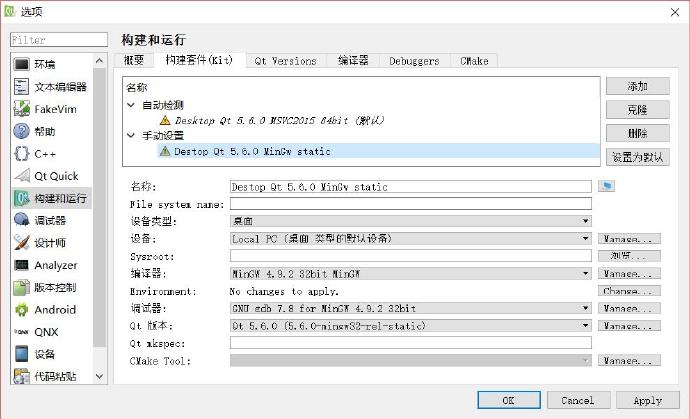 选项
Filter
环境
文本编辑器
FakeVim
帮助
C++
Qt Quick
构建和运行
调试器
设计师
Analyzer
版本控制
Android
QNX
设备
代码粘贴
构建和运行
概要 构建套件(Kit) Qt Versions 编译器 Debuggers CMake
名称
自动检测
Desktop Qt 5.6.0 MSVC2015 64bit (默认)
手动设置
Destop Qt 5.6.0 MinGw static
添加
克隆
删除
设置为默认
名称: Destop Qt 5.6.0 MinGw static
File system name:
设备类型: 桌面
设备: Local PC (桌面 类型的默认设备) Manage...
Sysroot: 浏览...
编译器: MinGW 4.9.2 32bit MinGW Manage...
Environment: No changes to apply. Change...
调试器: GNU gdb 7.8 for MinGW 4.9.2 32bit Manage...
Qt 版本: Qt 5.6.0 (5.6.0-mingw32-rel-static) Manage...
Qt mkspec:
CMake Tool: Manage...
OK Cancel Apply